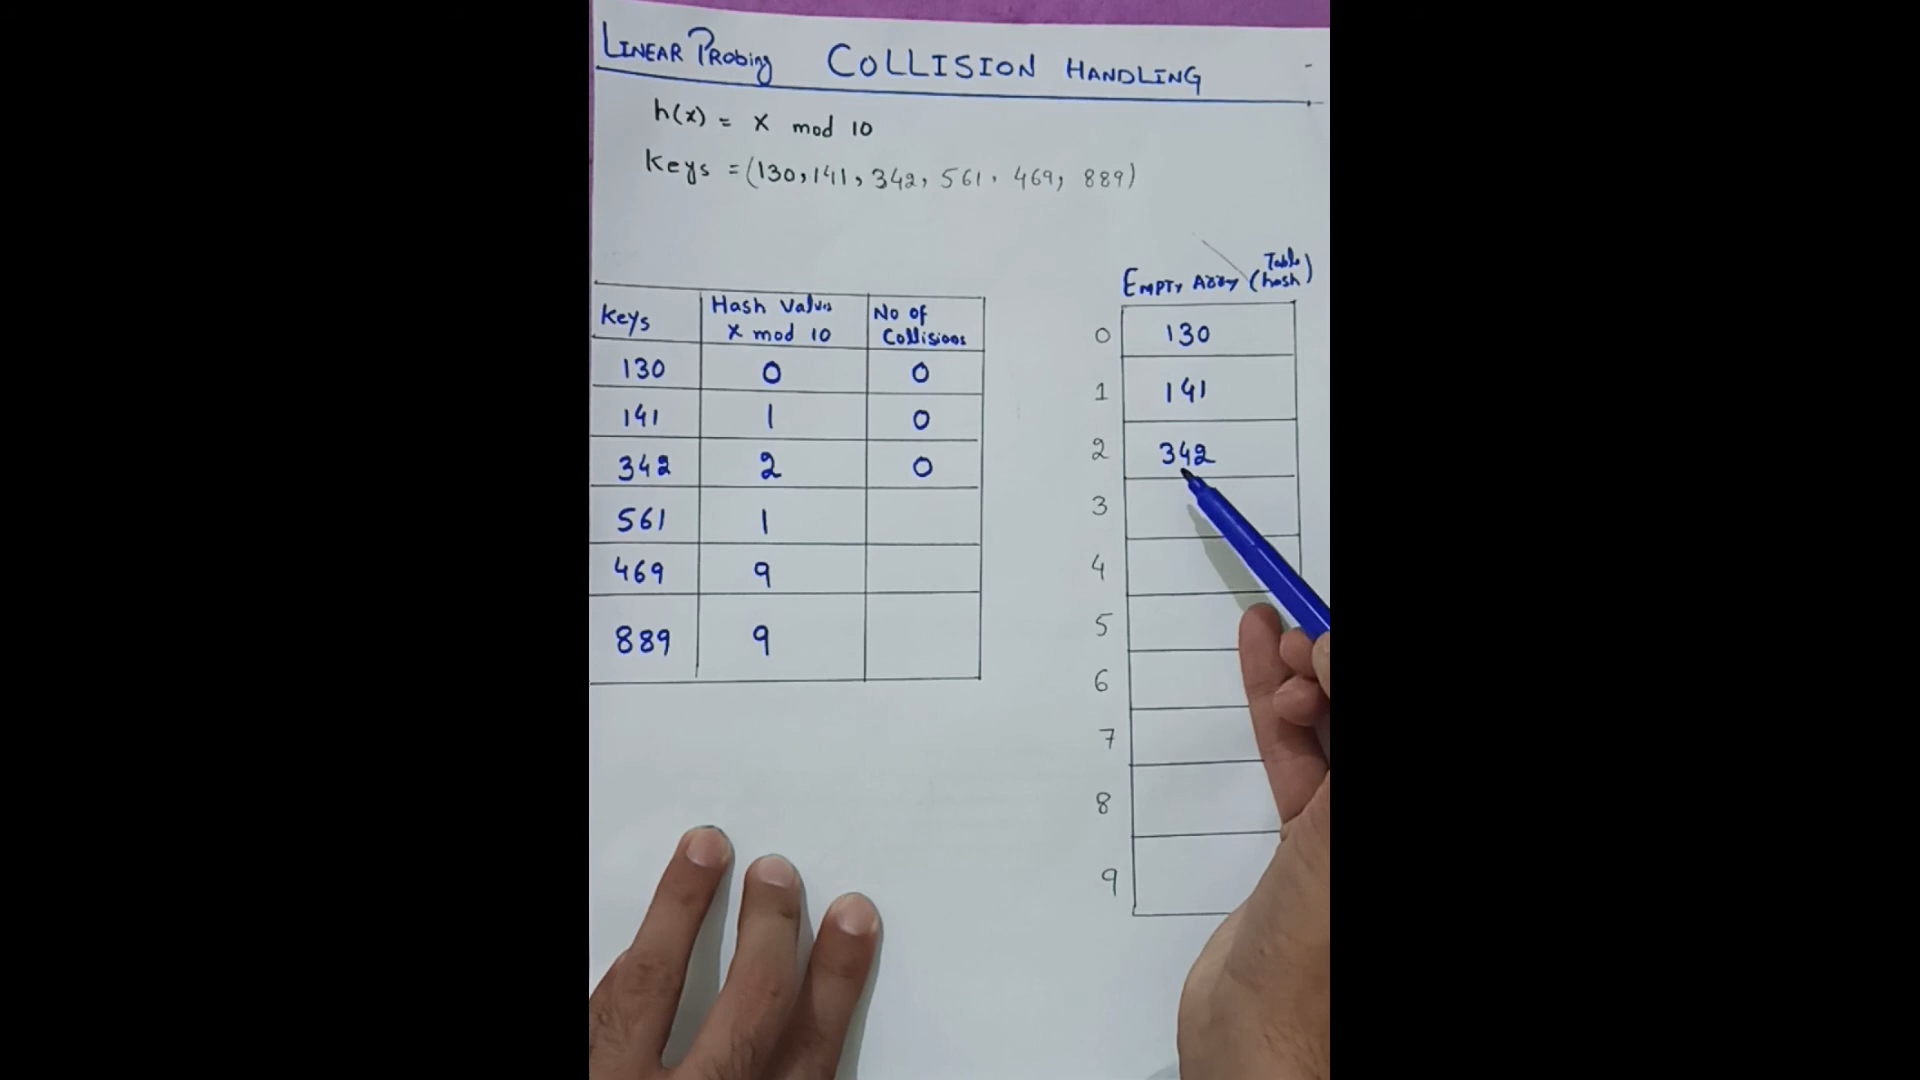 LINEAR PRobing COLLISION HANDLING
h(x) = X mod 10
Keys = (130, 141, 342, 561, 469, 889)
Keys Hash Values X mod 10 No of Collisions
130 0 0
141 1 0
342 2 0
561 1
469 9
889 9
EMPTY Array (hash Table)
0 130
1 141
2 342
3
4
5
6
7
8
9